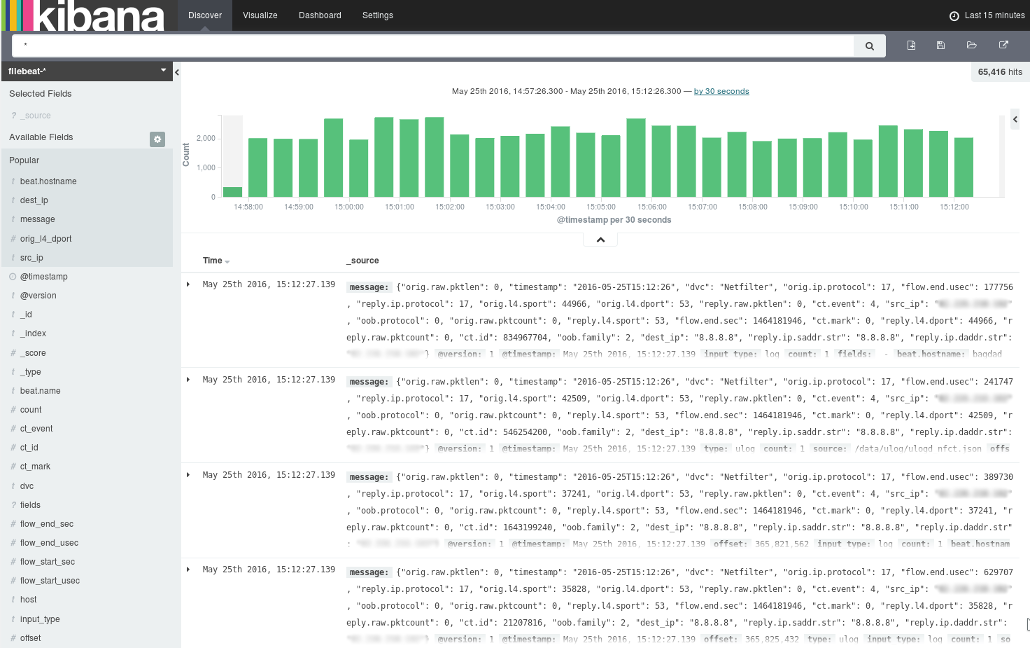 kibana
Discover Visualize Dashboard Settings
Last 15 minutes
*
filebeat-*
65,416 hits
Selected Fields
? _source
Available Fields
Popular
t beat.hostname
t dest_ip
t message
# orig_l4_dport
t src_ip
@timestamp
t @version
t _id
t _index
# _score
t _type
t beat.name
# count
# ct_event
# ct_id
# ct_mark
t dvc
? fields
# flow_end_sec
# flow_end_usec
# flow_start_sec
# flow_start_usec
t host
t input_type
# offset
May 25th 2016, 14:57:26.300 - May 25th 2016, 15:12:26.300 — by 30 seconds
Count
2,000
1,000
0
14:58:00 14:59:00 15:00:00 15:01:00 15:02:00 15:03:00 15:04:00 15:05:00 15:06:00 15:07:00 15:08:00 15:09:00 15:10:00 15:11:00 15:12:00
@timestamp per 30 seconds
Time _source
May 25th 2016, 15:12:27.139 message: {"orig.raw.pktlen": 0, "timestamp": "2016-05-25T15:12:26", "dvc": "Netfilter", "orig.ip.protocol": 17, "flow.end.usec": 177756
, "reply.ip.protocol": 17, "orig.l4.sport": 44966, "orig.l4.dport": 53, "reply.raw.pktlen": 0, "ct.event": 4, "src_ip": "
, "oob.protocol": 0, "orig.raw.pktcount": 0, "reply.l4.sport": 53, "flow.end.sec": 1464181946, "ct.mark": 0, "reply.l4.dport": 44966, "r
eply.raw.pktcount": 0, "ct.id": 834967704, "oob.family": 2, "dest_ip": "8.8.8.8", "reply.ip.saddr.str": "8.8.8.8", "reply.ip.daddr.str":
"} @version: 1 @timestamp: May 25th 2016, 15:12:27.139 input_type: log count: 1 fields: - beat.hostname: bagdad
May 25th 2016, 15:12:27.139 message: {"orig.raw.pktlen": 0, "timestamp": "2016-05-25T15:12:26", "dvc": "Netfilter", "orig.ip.protocol": 17, "flow.end.usec": 241747
, "reply.ip.protocol": 17, "orig.l4.sport": 42509, "orig.l4.dport": 53, "reply.raw.pktlen": 0, "ct.event": 4, "src_ip": "
, "oob.protocol": 0, "orig.raw.pktcount": 0, "reply.l4.sport": 53, "flow.end.sec": 1464181946, "ct.mark": 0, "reply.l4.dport": 42509, "r
eply.raw.pktcount": 0, "ct.id": 546254200, "oob.family": 2, "dest_ip": "8.8.8.8", "reply.ip.saddr.str": "8.8.8.8", "reply.ip.daddr.str":
"} @version: 1 @timestamp: May 25th 2016, 15:12:27.139 type: ulog count: 1 source: /data/ulog/ulogd_nfct.json offs
May 25th 2016, 15:12:27.139 message: {"orig.raw.pktlen": 0, "timestamp": "2016-05-25T15:12:26", "dvc": "Netfilter", "orig.ip.protocol": 17, "flow.end.usec": 389730
, "reply.ip.protocol": 17, "orig.l4.sport": 37241, "orig.l4.dport": 53, "reply.raw.pktlen": 0, "ct.event": 4, "src_ip": "
, "oob.protocol": 0, "orig.raw.pktcount": 0, "reply.l4.sport": 53, "flow.end.sec": 1464181946, "ct.mark": 0, "reply.l4.dport": 37241, "r
eply.raw.pktcount": 0, "ct.id": 1643199240, "oob.family": 2, "dest_ip": "8.8.8.8", "reply.ip.saddr.str": "8.8.8.8", "reply.ip.daddr.str"
: "} @version: 1 @timestamp: May 25th 2016, 15:12:27.139 offset: 365,821,562 input_type: log count: 1 beat.hostnam
May 25th 2016, 15:12:27.139 message: {"orig.raw.pktlen": 0, "timestamp": "2016-05-25T15:12:26", "dvc": "Netfilter", "orig.ip.protocol": 17, "flow.end.usec": 629707
, "reply.ip.protocol": 17, "orig.l4.sport": 35828, "orig.l4.dport": 53, "reply.raw.pktlen": 0, "ct.event": 4, "src_ip": "
, "oob.protocol": 0, "orig.raw.pktcount": 0, "reply.l4.sport": 53, "flow.end.sec": 1464181946, "ct.mark": 0, "reply.l4.dport": 35828, "r
eply.raw.pktcount": 0, "ct.id": 21207816, "oob.family": 2, "dest_ip": "8.8.8.8", "reply.ip.saddr.str": "8.8.8.8", "reply.ip.daddr.str":
"} @version: 1 @timestamp: May 25th 2016, 15:12:27.139 offset: 365,825,432 type: ulog input_type: log count: 1 so